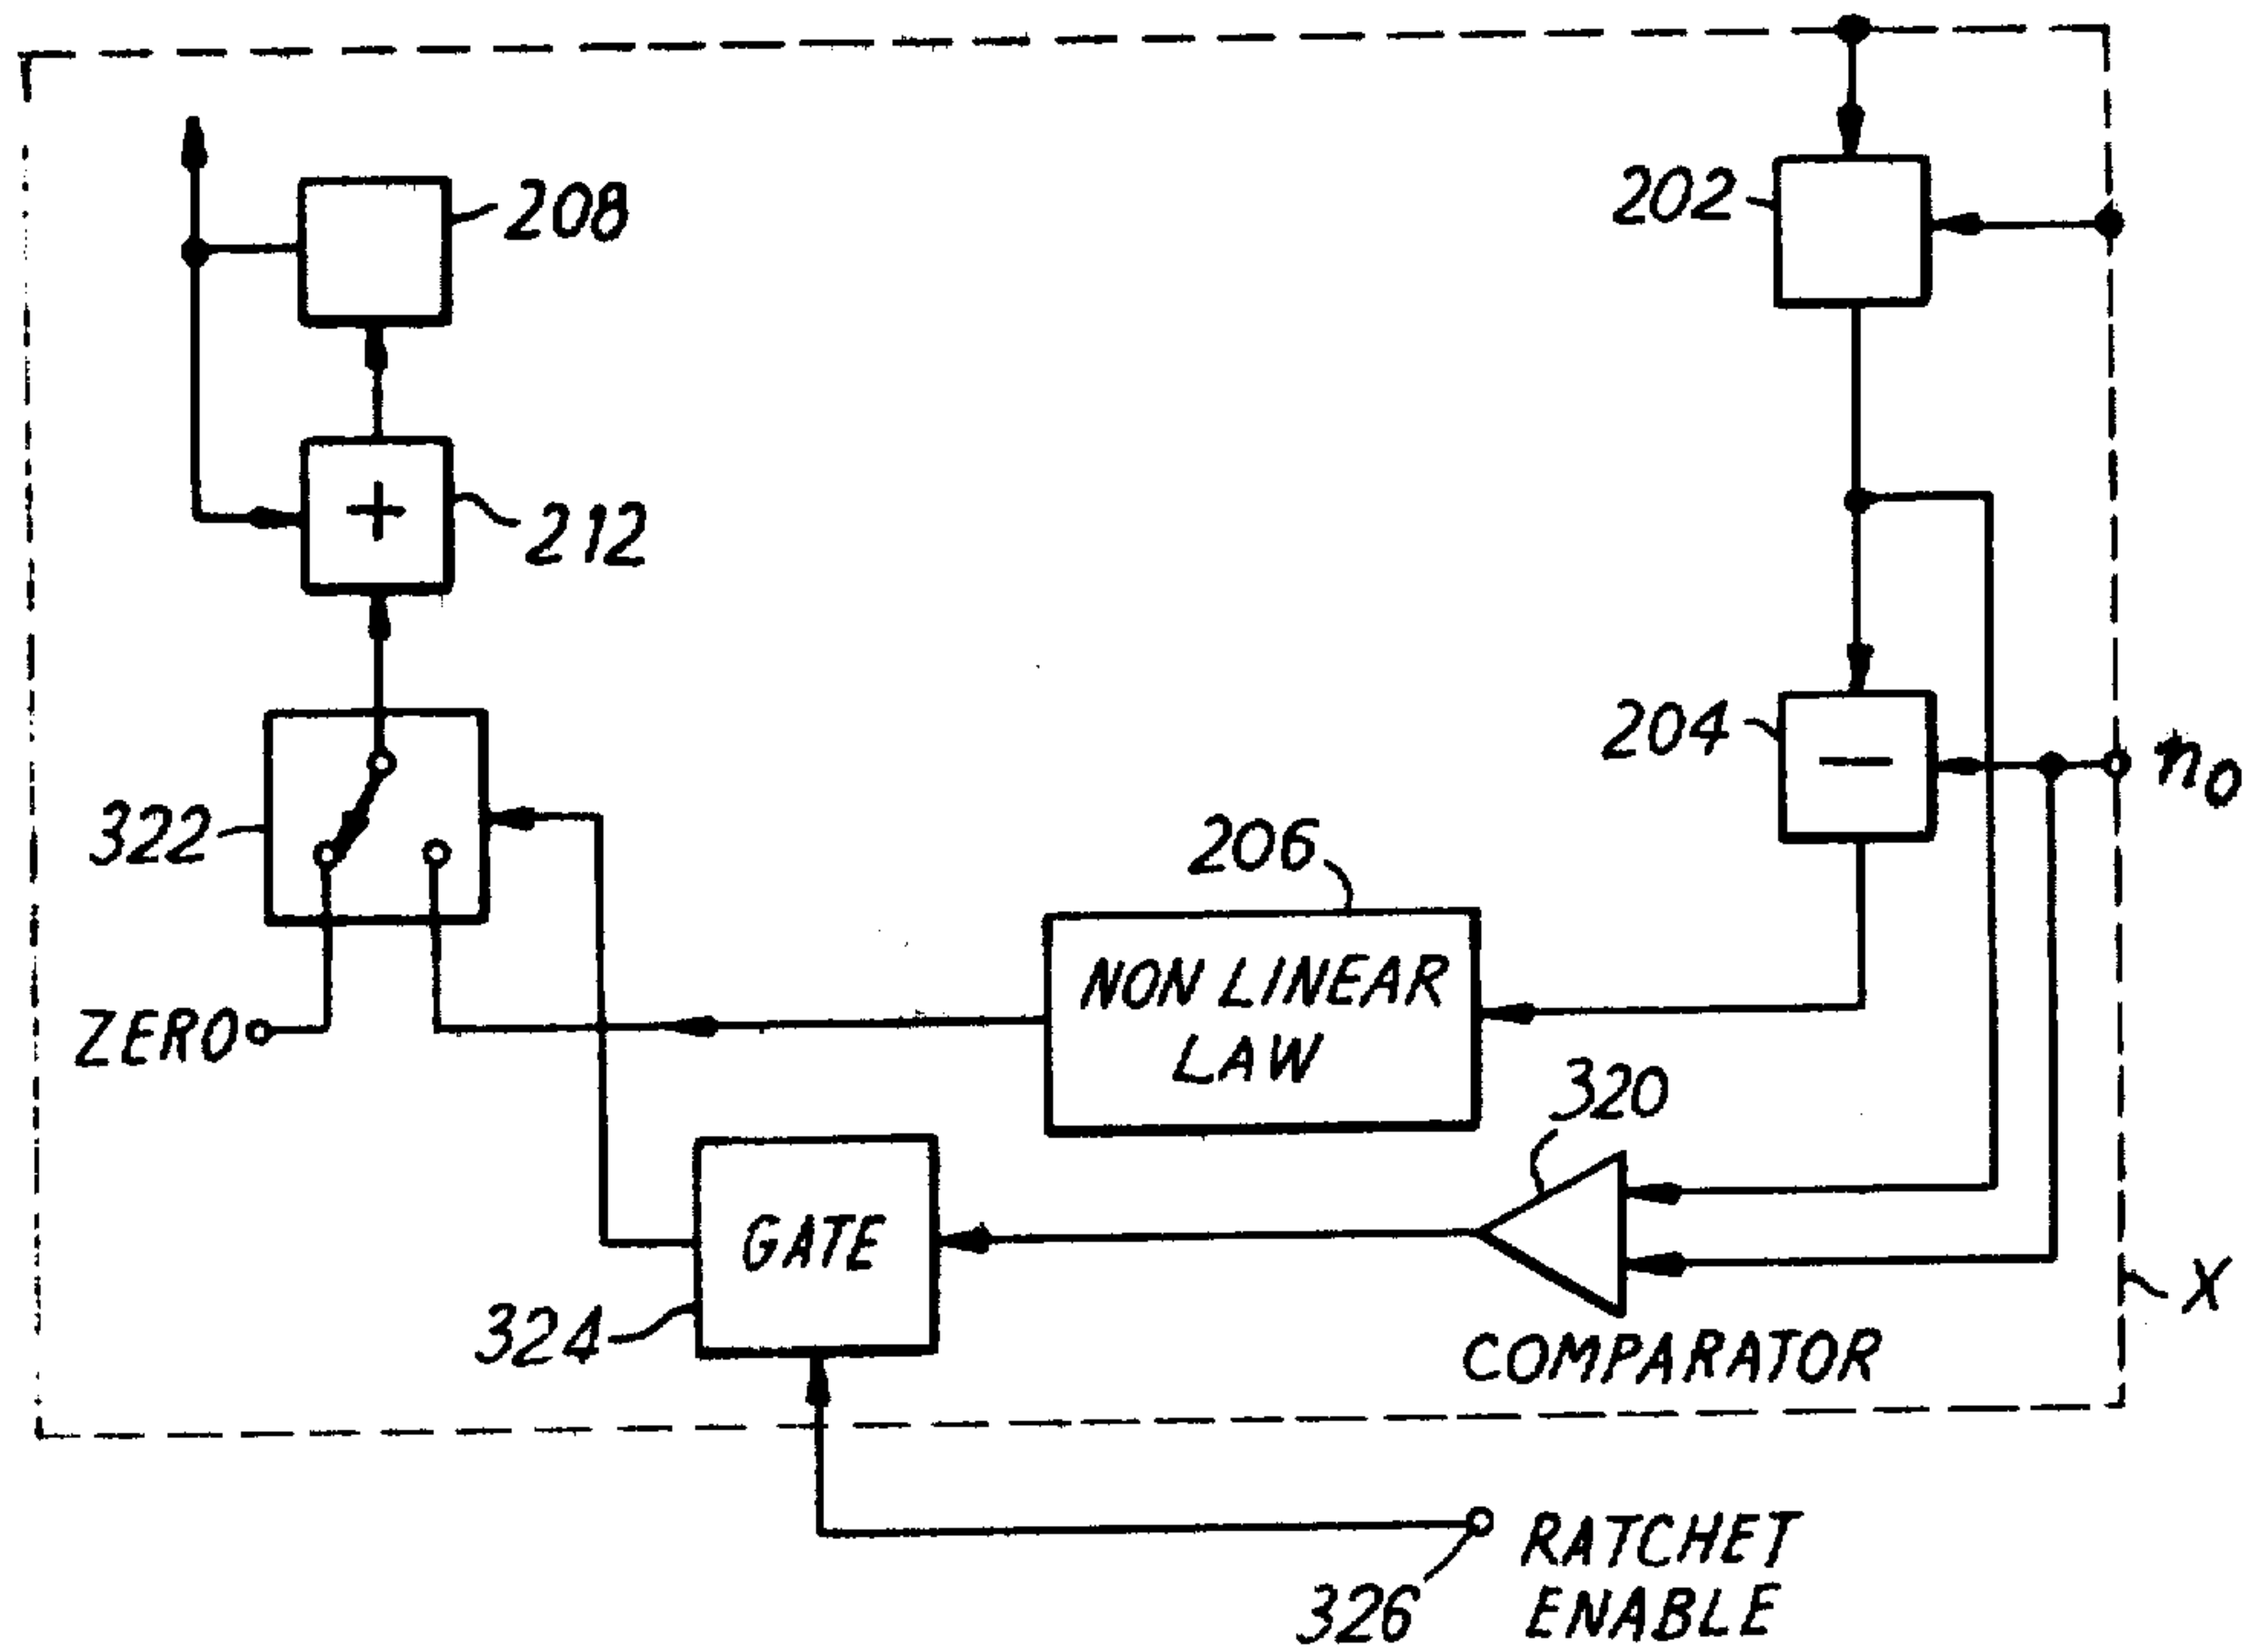 208
202
212
204
n0
322
206
NON LINEAR
LAW
ZERO
320
GATE
X
324
COMPARATOR
RATCHET
ENABLE
326
+
−